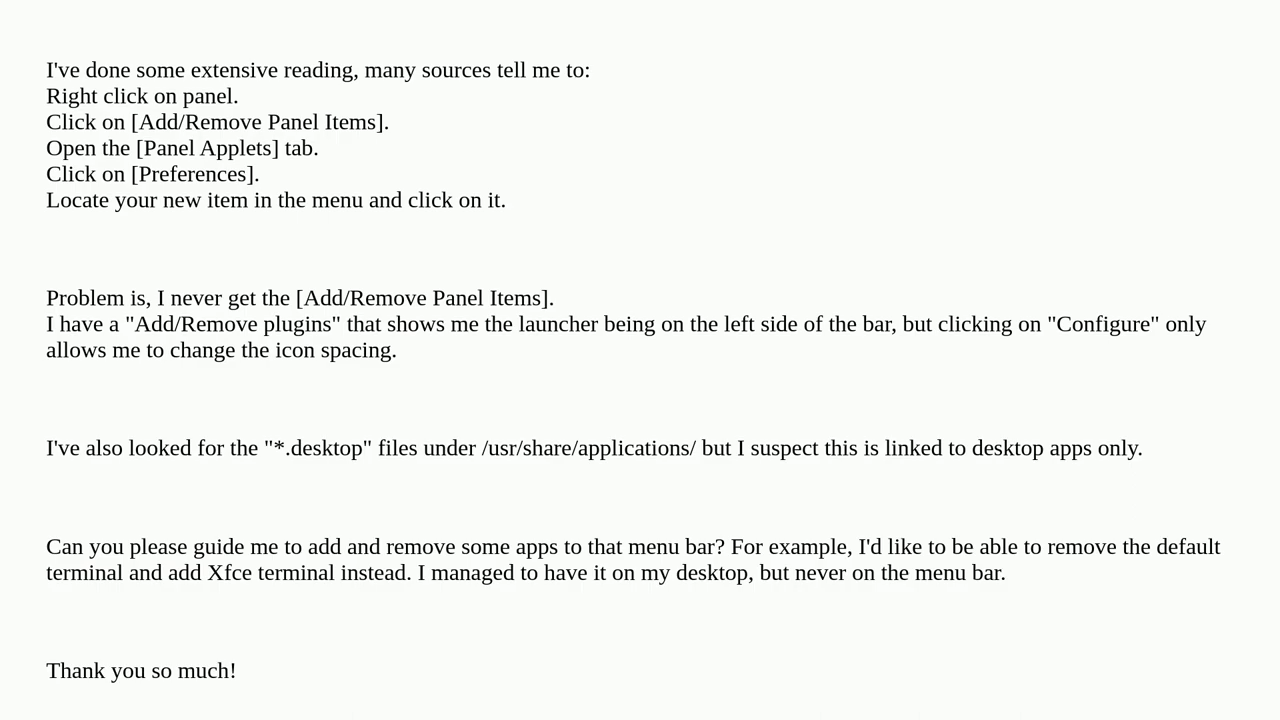 I've done some extensive reading, many sources tell me to:
Right click on panel.
Click on [Add/Remove Panel Items].
Open the [Panel Applets] tab.
Click on [Preferences].
Locate your new item in the menu and click on it.
Problem is, I never get the [Add/Remove Panel Items].
I have a "Add/Remove plugins" that shows me the launcher being on the left side of the bar, but clicking on "Configure" only
allows me to change the icon spacing.
I've also looked for the "*.desktop" files under /usr/share/applications/ but I suspect this is linked to desktop apps only.
Can you please guide me to add and remove some apps to that menu bar? For example, I'd like to be able to remove the default
terminal and add Xfce terminal instead. I managed to have it on my desktop, but never on the menu bar.
Thank you so much!